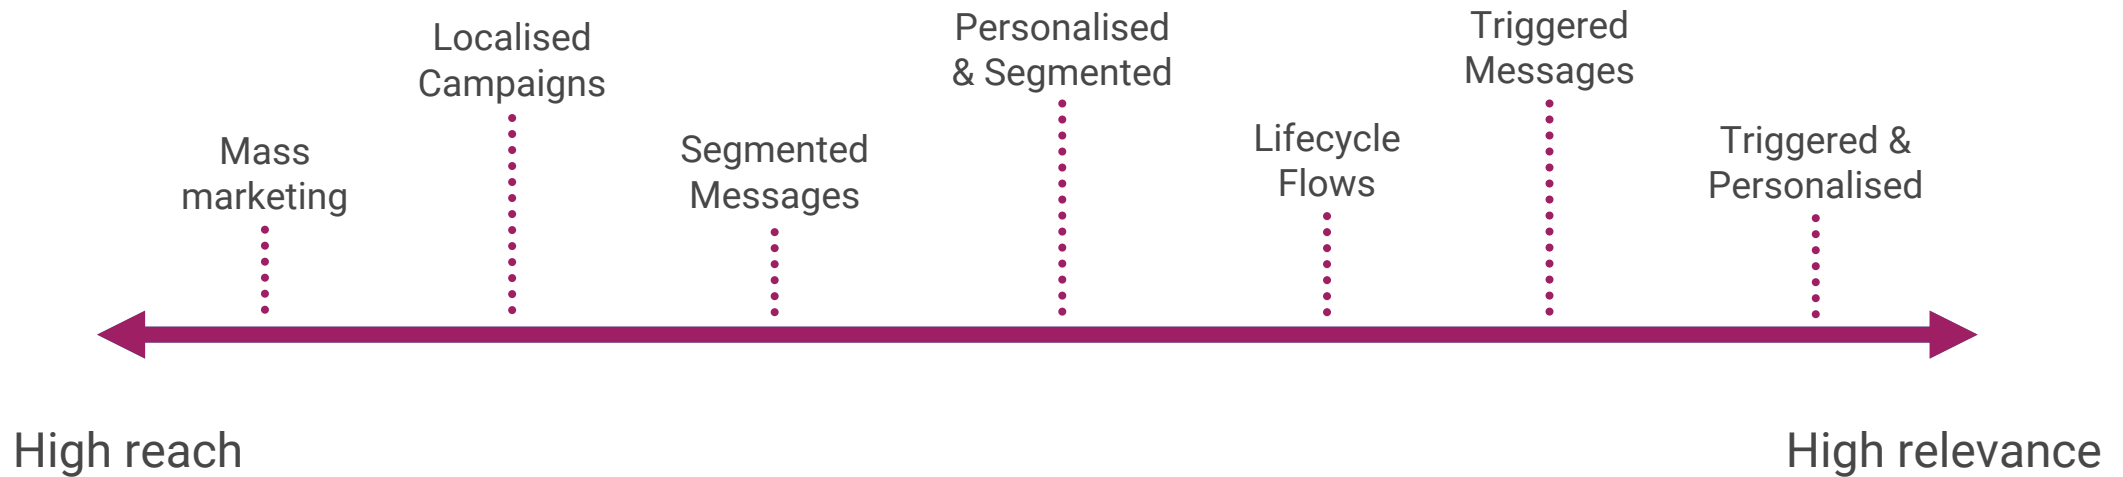 Mass
marketing
Localised
Campaigns
Segmented
Messages
Personalised
& Segmented
Lifecycle
Flows
Triggered
Messages
Triggered &
Personalised
High reach
High relevance